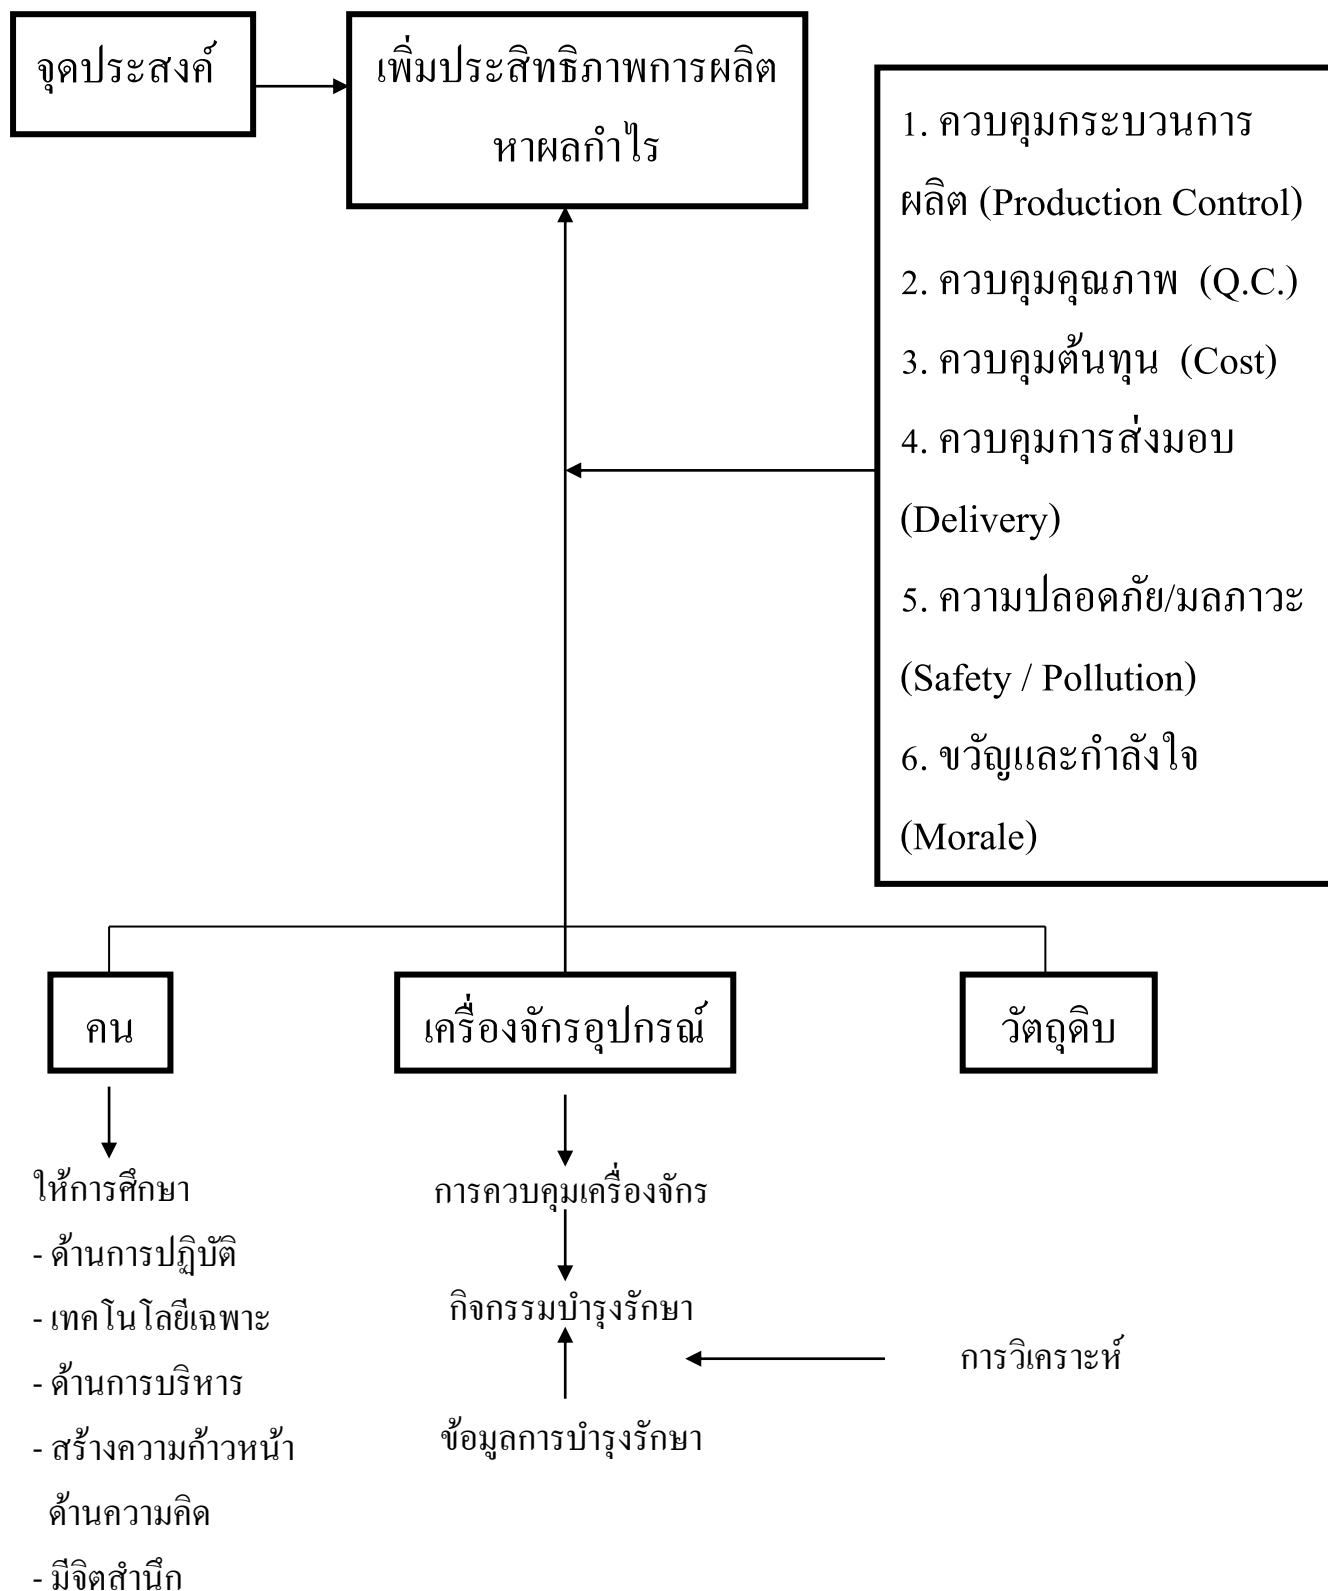 จุดประสงค์
เพิ่มประสิทธิภาพการผลิต
หาผลกำไร
1. ควบคุมกระบวนการ
ผลิต (Production Control)
2. ควบคุมคุณภาพ (Q.C.)
3. ควบคุมต้นทุน (Cost)
4. ควบคุมการส่งมอบ
(Delivery)
5. ความปลอดภัย/มลภาวะ
(Safety / Pollution)
6. ขวัญและกำลังใจ
(Morale)
คน
เครื่องจักรอุปกรณ์
วัตถุดิบ
ให้การศึกษา
- ด้านการปฏิบัติ
- เทคโนโลยีเฉพาะ
- ด้านการบริหาร
- สร้างความก้าวหน้า
ด้านความคิด
- มีจิตสำนึก
การควบคุมเครื่องจักร
กิจกรรมบำรุงรักษา
ข้อมูลการบำรุงรักษา
การวิเคราะห์